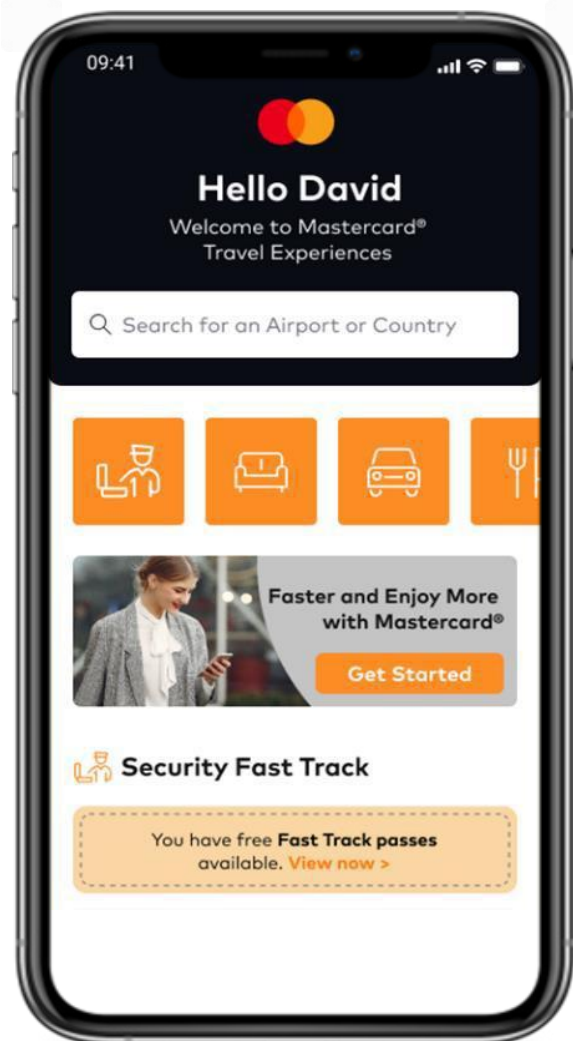 09:41
Hello David
Welcome to Mastercard®
Travel Experiences
Search for an Airport or Country
Faster and Enjoy More
with Mastercard®
Get Started
Security Fast Track
You have free Fast Track passes
available. View now >